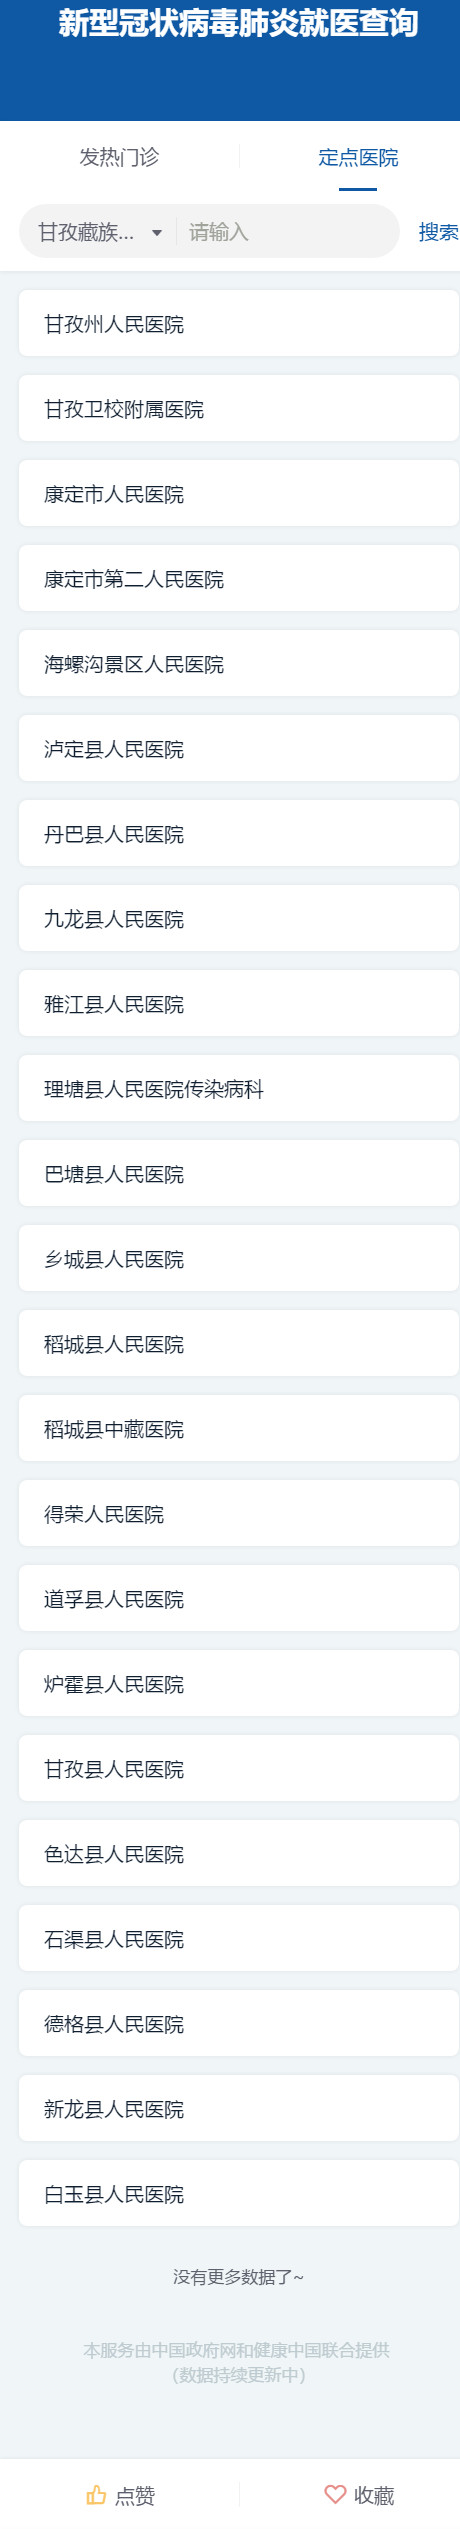 新型冠状病毒肺炎就医查询
发热门诊
定点医院
甘孜藏族... 请输入 搜索
甘孜州人民医院
甘孜卫校附属医院
康定市人民医院
康定市第二人民医院
海螺沟景区人民医院
泸定县人民医院
丹巴县人民医院
九龙县人民医院
雅江县人民医院
理塘县人民医院传染病科
巴塘县人民医院
乡城县人民医院
稻城县人民医院
稻城县中藏医院
得荣人民医院
道孚县人民医院
炉霍县人民医院
甘孜县人民医院
色达县人民医院
石渠县人民医院
德格县人民医院
新龙县人民医院
白玉县人民医院
没有更多数据了~
本服务由中国政府网和健康中国联合提供
（数据持续更新中）
点赞
收藏